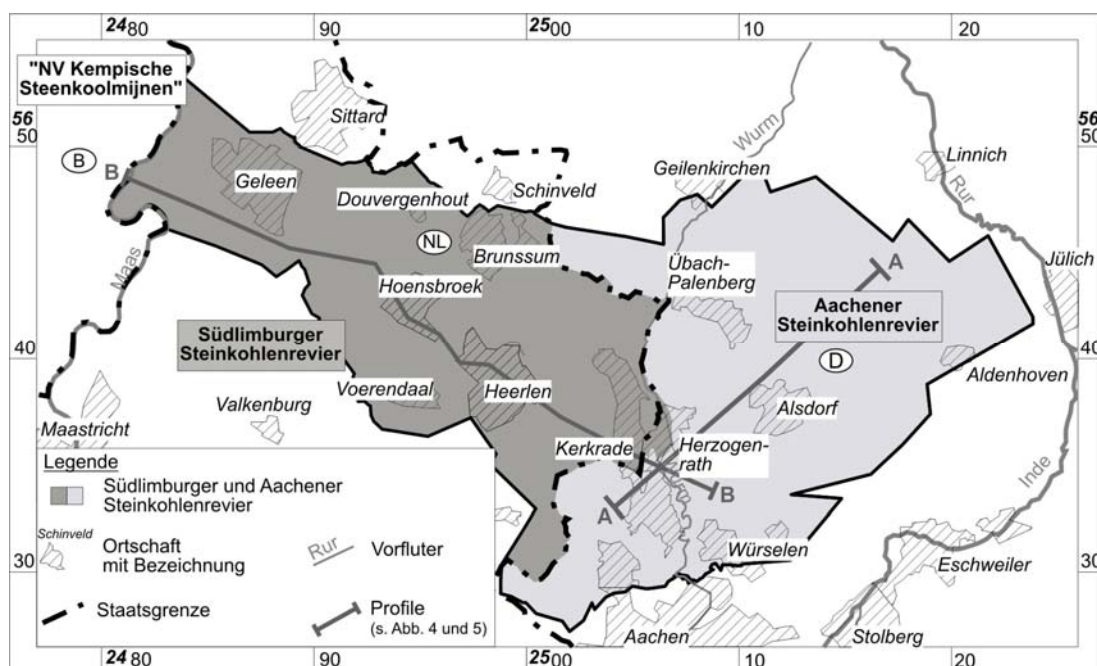 24 80
90
25 00
10
20
"NV Kempische
Steenkoolmijnen"
56
50
B
B
Sittard
Geleen
Douvergenhout
Schinveld
NL
Brunssum
Wurm
Geilenkirchen
Linnich
Rur
56
50
Maas
Hoensbroek
Übach-
Palenberg
A
Jülich
Südlimburger
Steinkohlenrevier
Aachener
Steinkohlenrevier
D
40
40
Voerendaal
Heerlen
Aldenhoven
Alsdorf
Valkenburg
Maastricht
Kerkrade
Herzogen-
rath
B
A
Inde
Legende
Südlimburger und Aachener
Steinkohlenrevier
Schinveld
Ortschaft
mit Bezeichnung
Rur
Vorfluter
Staatsgrenze
Profile
(s. Abb. 4 und 5)
Würselen
Eschweiler
30
30
Aachen
Stolberg
24 80
90
25 00
10
20